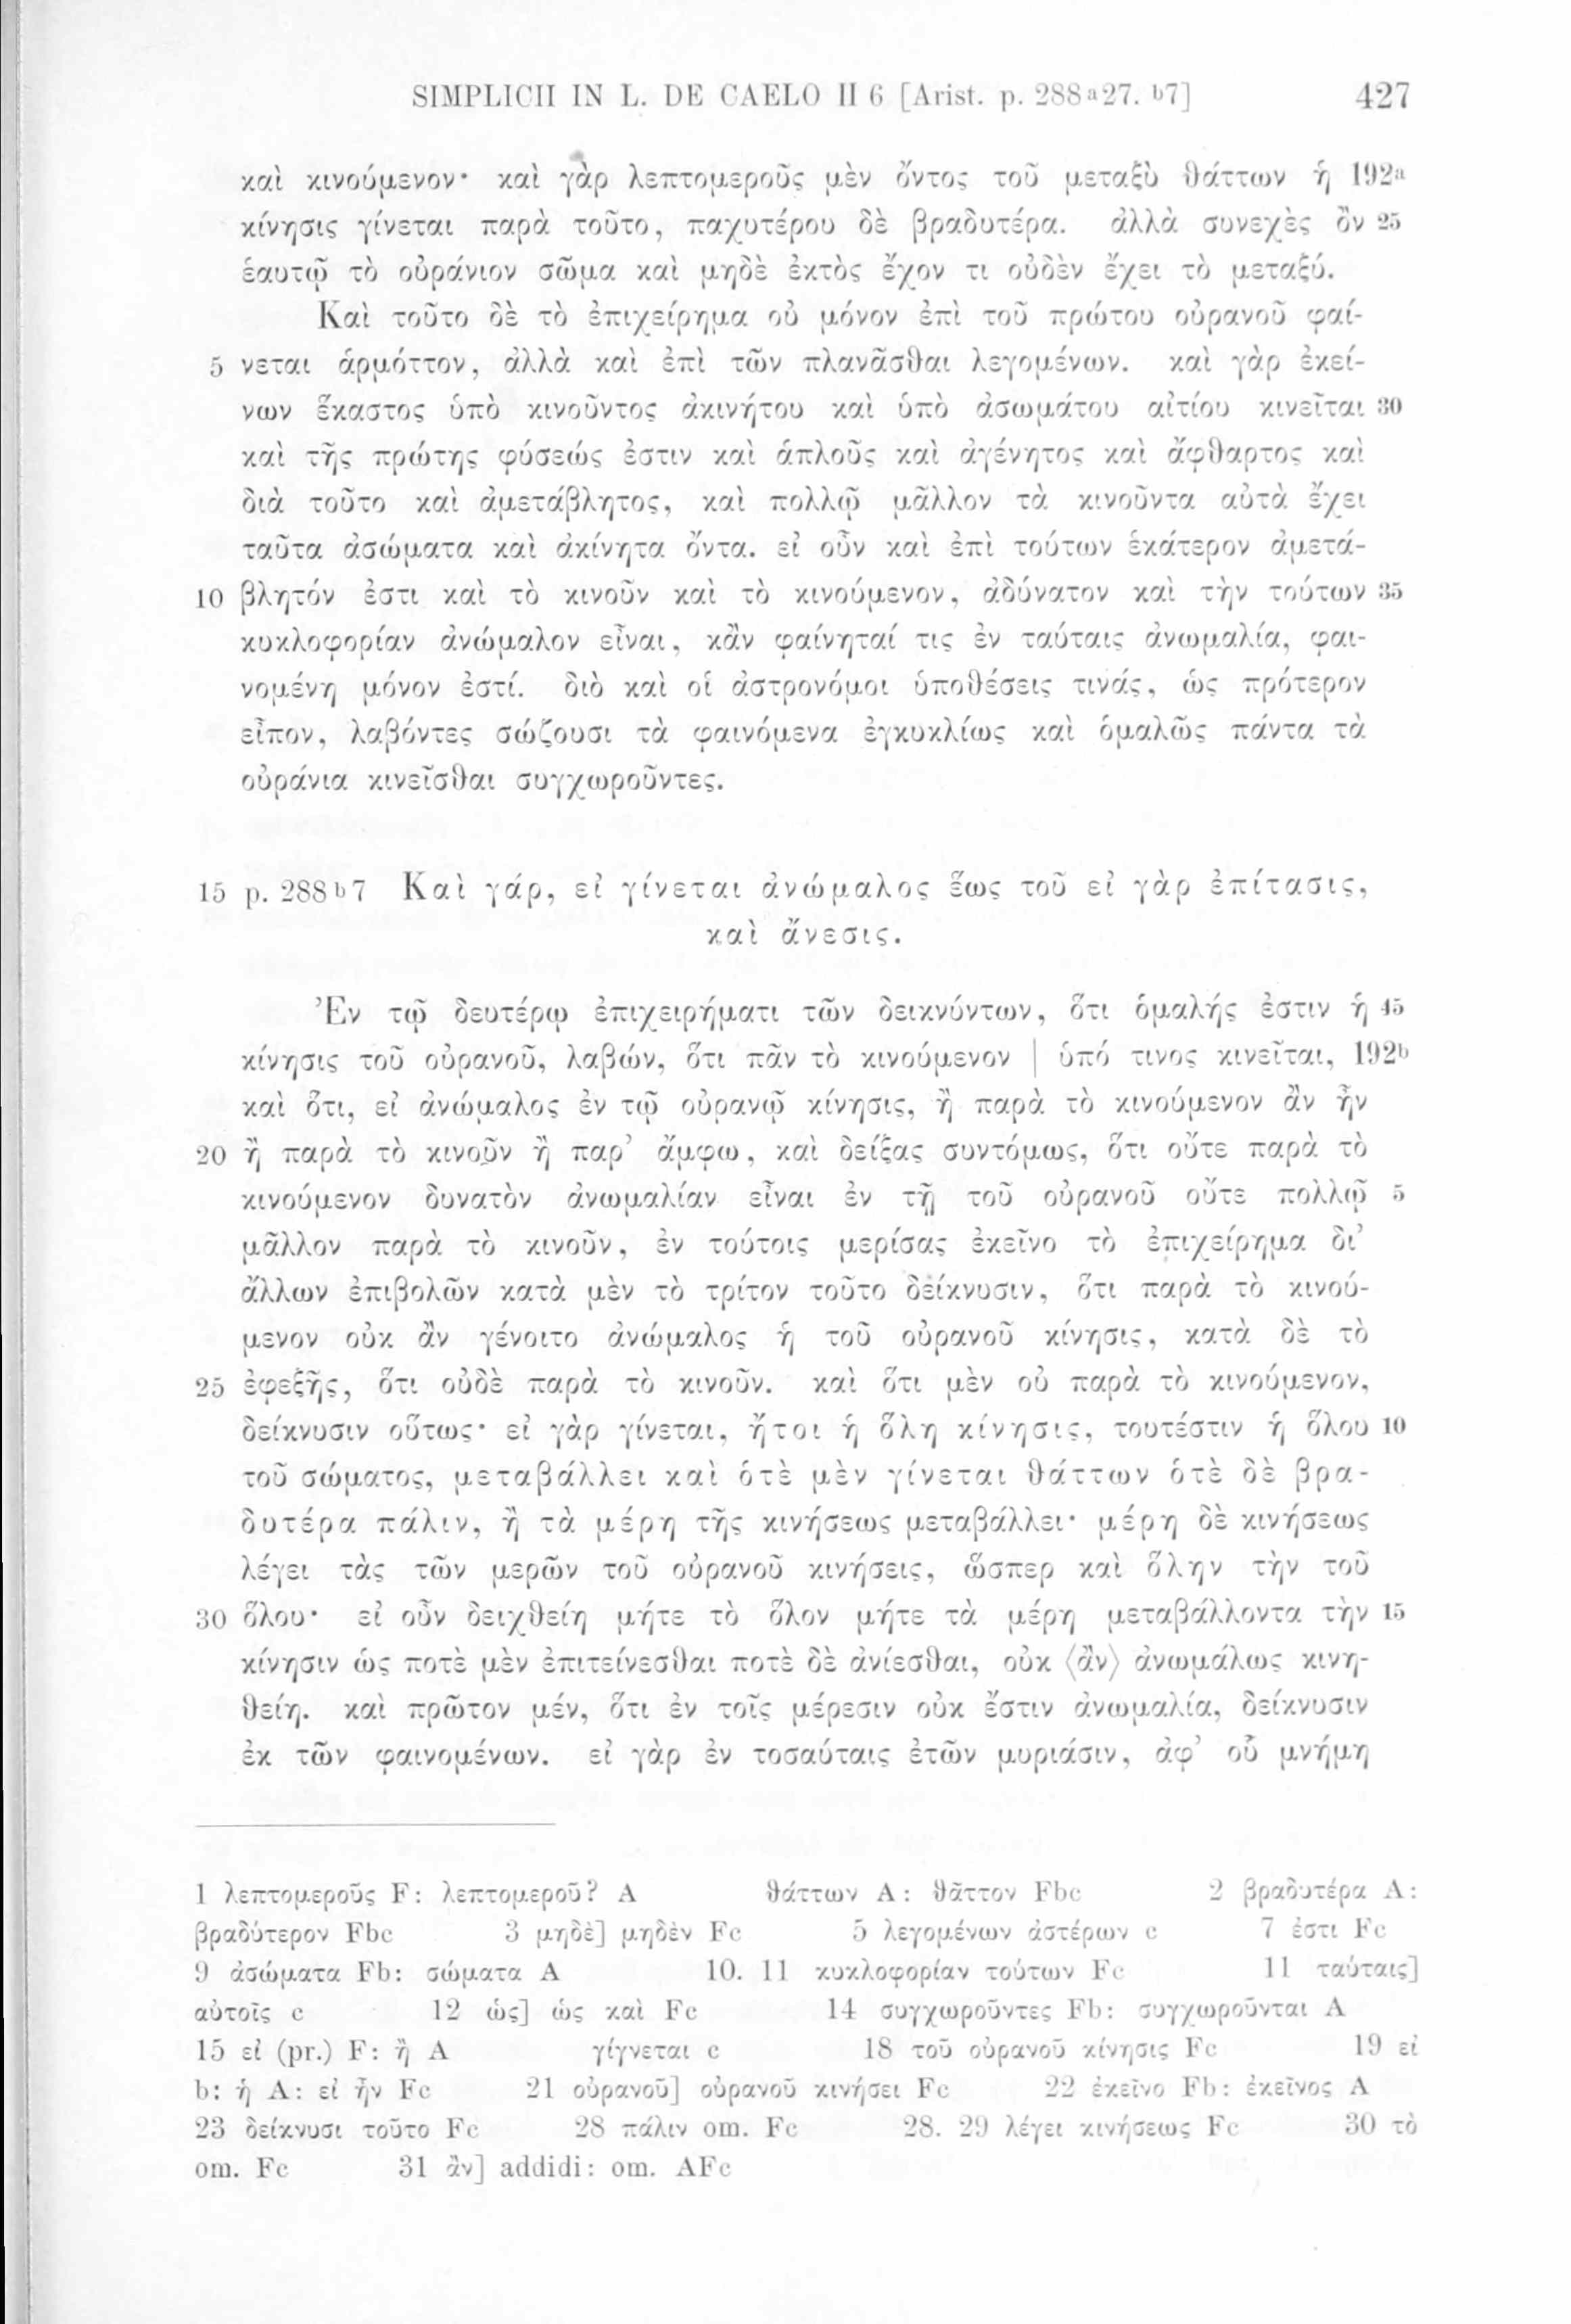 SIMPLICII IN L. DE CAELO II 6 [Arist. p. 288a27. b7] 427
καὶ κινούμενον· καὶ γὰρ λεπτομεροῦς μὲν ὄντος τοῦ μεταξὺ θάττων ἡ 192a
κίνησις γίνεται παρὰ τοῦτο, παχυτέρου δὲ βραδυτέρα. ἀλλὰ συνεχὲς ὂν 25
ἑαυτῷ τὸ οὐράνιον σῶμα καὶ μηδὲ ἐκτὸς ἔχον τι οὐδὲν ἔχει τὸ μεταξύ.
Καὶ τοῦτο δὲ τὸ ἐπιχείρημα οὐ μόνον ἐπὶ τοῦ πρώτου οὐρανοῦ φαί-
5 νεται ἁρμόττον, ἀλλὰ καὶ ἐπὶ τῶν πλανᾶσθαι λεγομένων. καὶ γὰρ ἐκεί-
νων ἕκαστος ὑπὸ κινοῦντος ἀκινήτου καὶ ὑπὸ ἀσωμάτου αἰτίου κινεῖται 30
καὶ τῆς πρώτης φύσεώς ἐστιν καὶ ἁπλοῦς καὶ ἀγένητος καὶ ἄφθαρτος καὶ
διὰ τοῦτο καὶ ἀμετάβλητος, καὶ πολλῷ μᾶλλον τὰ κινοῦντα αὐτὰ ἔχει
ταῦτα ἀσώματα καὶ ἀκίνητα ὄντα. εἰ οὖν καὶ ἐπὶ τούτων ἑκάτερον ἀμετά-
10 βλητόν ἐστι καὶ τὸ κινοῦν καὶ τὸ κινούμενον, ἀδύνατον καὶ τὴν τούτων 35
κυκλοφορίαν ἀνώμαλον εἶναι, κἂν φαίνηταί τις ἐν ταύταις ἀνωμαλία, φαι-
νομένη μόνον ἐστί. διὸ καὶ οἱ ἀστρονόμοι ὑποθέσεις τινάς, ὡς πρότερον
εἶπον, λαβόντες σώζουσι τὰ φαινόμενα ἐγκυκλίως καὶ ὁμαλῶς πάντα τὰ
οὐράνια κινεῖσθαι συγχωροῦντες.
15 p. 288b7 Καὶ γάρ, εἰ γίνεται ἀνώμαλος ἕως τοῦ εἰ γὰρ ἐπίτασις,
καὶ ἄνεσις.
Ἐν τῷ δευτέρῳ ἐπιχειρήματι τῶν δεικνύντων, ὅτι ὁμαλής ἐστιν ἡ 45
κίνησις τοῦ οὐρανοῦ, λαβών, ὅτι πᾶν τὸ κινούμενον | ὑπό τινος κινεῖται, 192b
καὶ ὅτι, εἰ ἀνώμαλος ἐν τῷ οὐρανῷ κίνησις, ἢ παρὰ τὸ κινούμενον ἂν ἦν
20 ἢ παρὰ τὸ κινοῦν ἢ παρ’ ἄμφω, καὶ δείξας συντόμως, ὅτι οὔτε παρὰ τὸ
κινούμενον δυνατὸν ἀνωμαλίαν εἶναι ἐν τῇ τοῦ οὐρανοῦ οὔτε πολλῷ 5
μᾶλλον παρὰ τὸ κινοῦν, ἐν τούτοις μερίσας ἐκεῖνο τὸ ἐπιχείρημα δι’
ἄλλων ἐπιβολῶν κατὰ μὲν τὸ τρίτον τοῦτο δείκνυσιν, ὅτι παρὰ τὸ κινού-
μενον οὐκ ἂν γένοιτο ἀνώμαλος ἡ τοῦ οὐρανοῦ κίνησις, κατὰ δὲ τὸ
25 ἐφεξῆς, ὅτι οὐδὲ παρὰ τὸ κινοῦν. καὶ ὅτι μὲν οὐ παρὰ τὸ κινούμενον,
δείκνυσιν οὕτως· εἰ γὰρ γίνεται, ἤτοι ἡ ὅλη κίνησις, τουτέστιν ἡ ὅλου 10
τοῦ σώματος, μεταβάλλει καὶ ὁτὲ μὲν γίνεται θάττων ὁτὲ δὲ βρα-
δυτέρα πάλιν, ἢ τὰ μέρη τῆς κινήσεως μεταβάλλει· μέρη δὲ κινήσεως
λέγει τὰς τῶν μερῶν τοῦ οὐρανοῦ κινήσεις, ὥσπερ καὶ ὅλην τὴν τοῦ
30 ὅλου· εἰ οὖν δειχθείη μήτε τὸ ὅλον μήτε τὰ μέρη μεταβάλλοντα τὴν 15
κίνησιν ὡς ποτὲ μὲν ἐπιτείνεσθαι ποτὲ δὲ ἀνίεσθαι, οὐκ ⟨ἂν⟩ ἀνωμάλως κινη-
θείη. καὶ πρῶτον μέν, ὅτι ἐν τοῖς μέρεσιν οὐκ ἔστιν ἀνωμαλία, δείκνυσιν
ἐκ τῶν φαινομένων. εἰ γὰρ ἐν τοσαύταις ἐτῶν μυριάσιν, ἀφ’ οὗ μνήμη
1 λεπτομεροῦς F: λεπτομεροῦ? A θάττων A: θᾶττον Fbc 2 βραδυτέρα A:
βραδύτερον Fbc 3 μηδὲ] μηδὲν Fc 5 λεγομένων ἀστέρων c 7 ἐστι Fc
9 ἀσώματα Fb: σώματα A 10. 11 κυκλοφορίαν τούτων Fc 11 ταύταις]
αὐτοῖς c 12 ὡς] ὡς καὶ Fc 14 συγχωροῦντες Fb: συγχωροῦνται A
15 εἰ (pr.) F: ἢ A γίγνεται c 18 τοῦ οὐρανοῦ κίνησις Fc 19 εἰ
b: ἡ A: εἰ ἦν Fc 21 οὐρανοῦ] οὐρανοῦ κινήσει Fc 22 ἐκεῖνο Fb: ἐκεῖνος A
23 δείκνυσι τοῦτο Fc 28 πάλιν om. Fc 28. 29 λέγει κινήσεως Fc 30 τὸ
om. Fc 31 ἂν] addidi: om. AFc